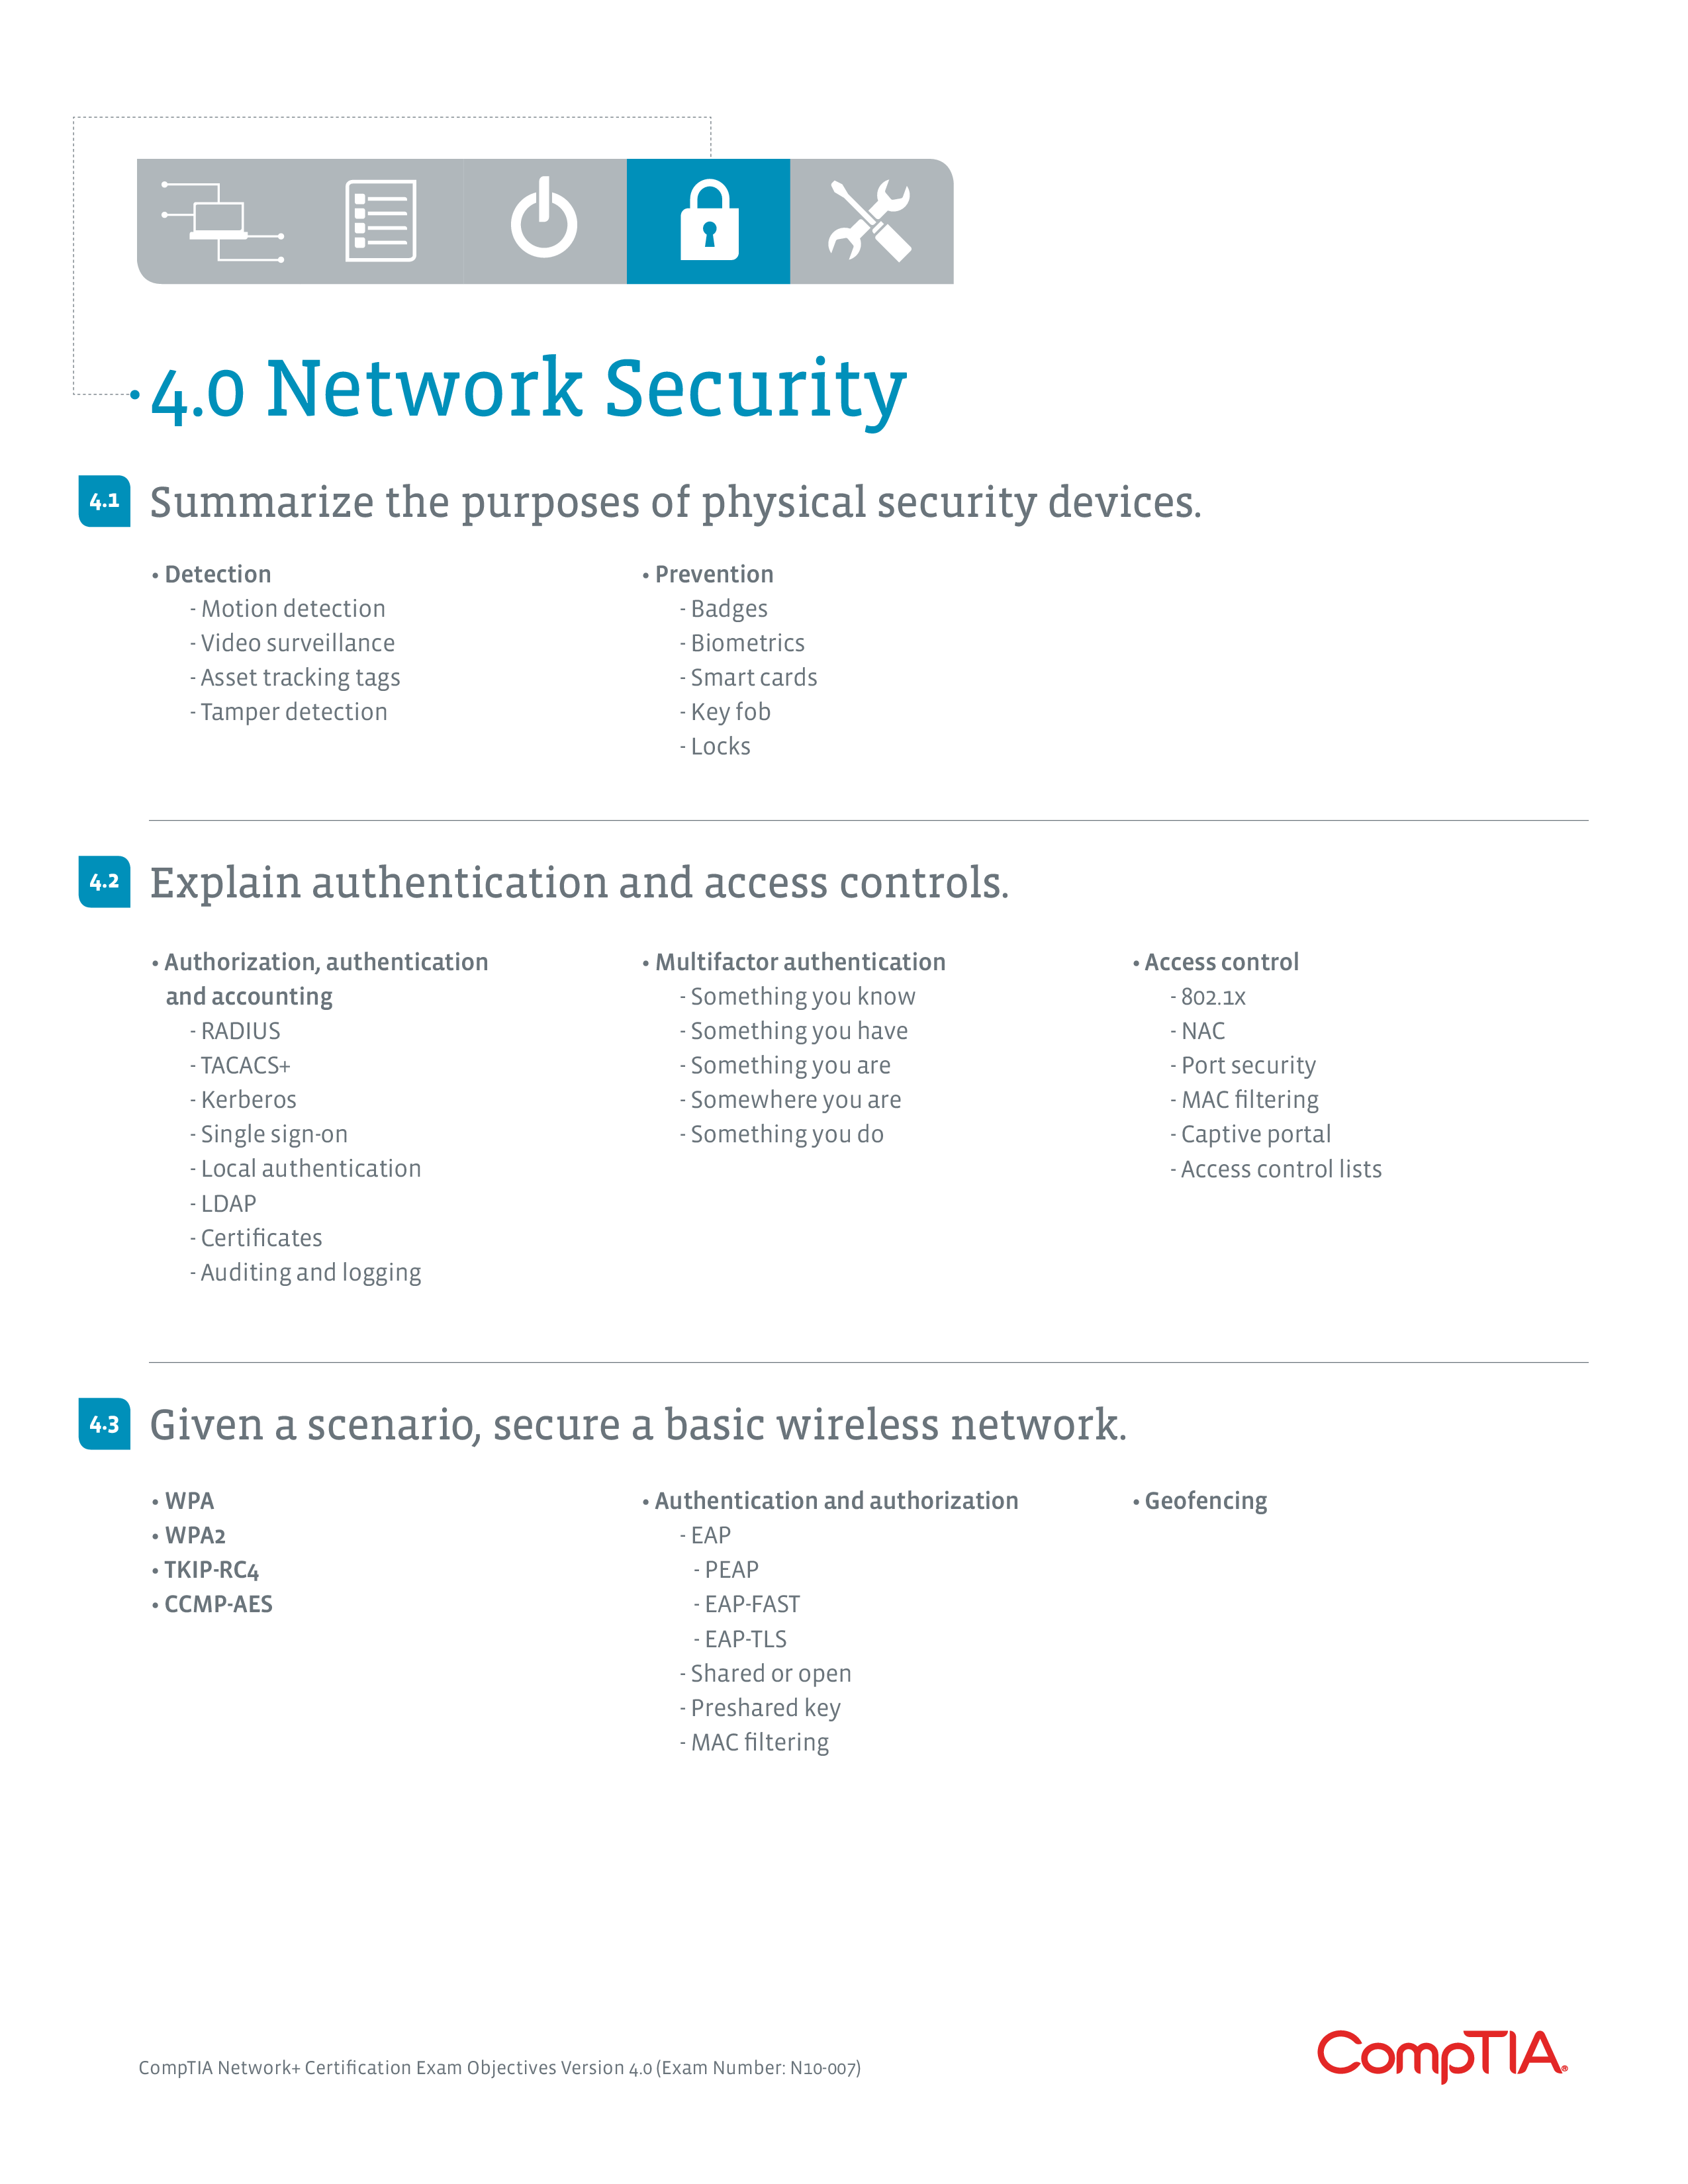 4.0 Network Security
4.1 Summarize the purposes of physical security devices.
• Detection
- Motion detection
- Video surveillance
- Asset tracking tags
- Tamper detection
• Prevention
- Badges
- Biometrics
- Smart cards
- Key fob
- Locks
4.2 Explain authentication and access controls.
• Authorization, authentication
and accounting
- RADIUS
- TACACS+
- Kerberos
- Single sign-on
- Local authentication
- LDAP
- Certificates
- Auditing and logging
• Multifactor authentication
- Something you know
- Something you have
- Something you are
- Somewhere you are
- Something you do
• Access control
- 802.1x
- NAC
- Port security
- MAC filtering
- Captive portal
- Access control lists
4.3 Given a scenario, secure a basic wireless network.
• WPA
• WPA2
• TKIP-RC4
• CCMP-AES
• Authentication and authorization
- EAP
- PEAP
- EAP-FAST
- EAP-TLS
- Shared or open
- Preshared key
- MAC filtering
• Geofencing
CompTIA Network+ Certification Exam Objectives Version 4.0 (Exam Number: N10-007)
CompTIA®